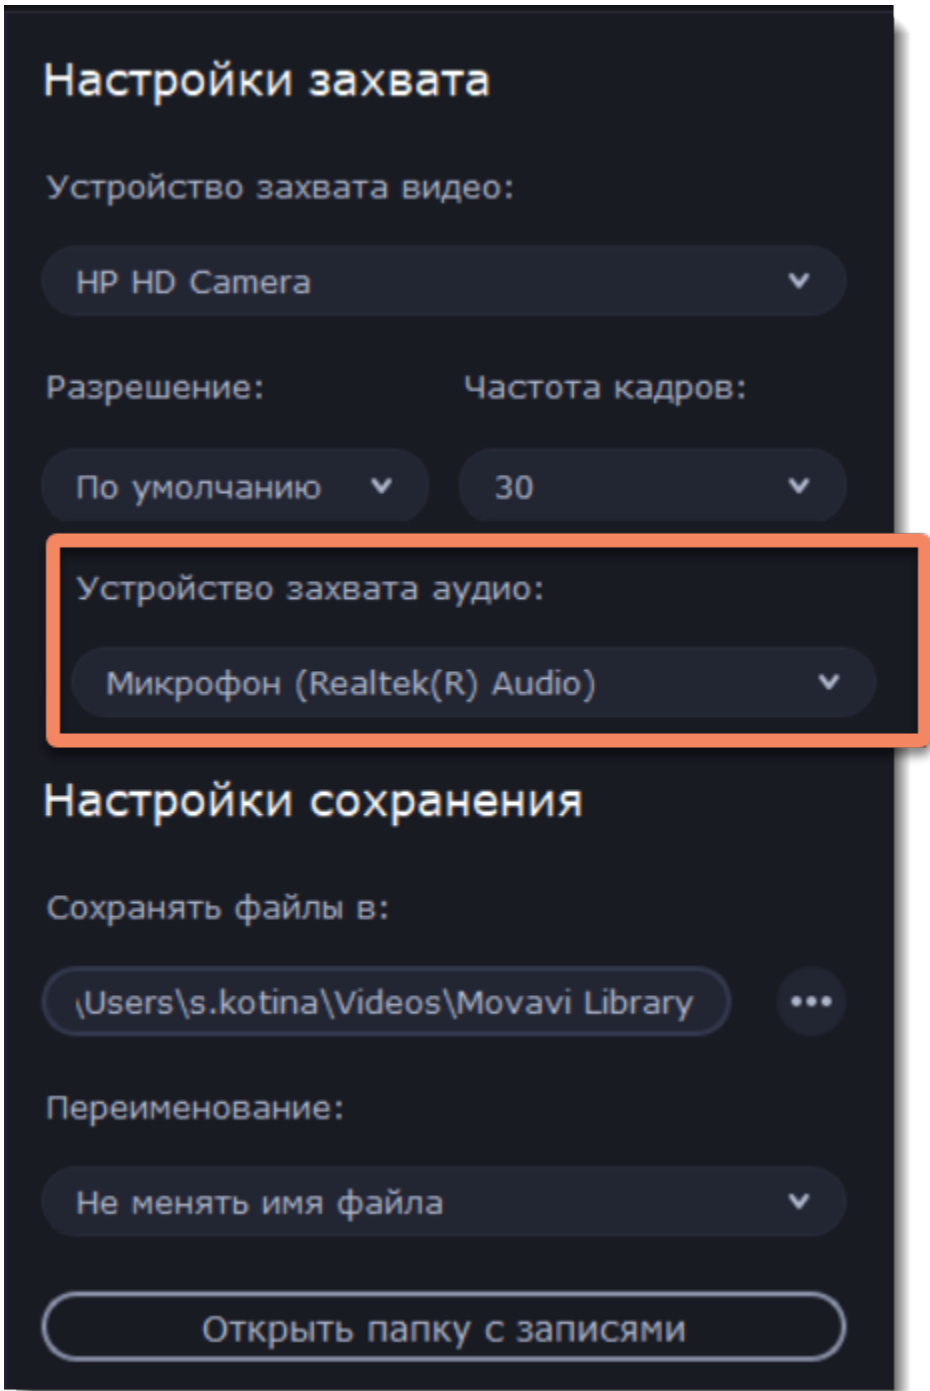 Настройки захвата
Устройство захвата видео:
HP HD Camera
Разрешение: Частота кадров:
По умолчанию 30
Устройство захвата аудио:
Микрофон (Realtek(R) Audio)
Настройки сохранения
Сохранять файлы в:
\Users\s.kotina\Videos\Movavi Library
Переименование:
Не менять имя файла
Открыть папку с записями